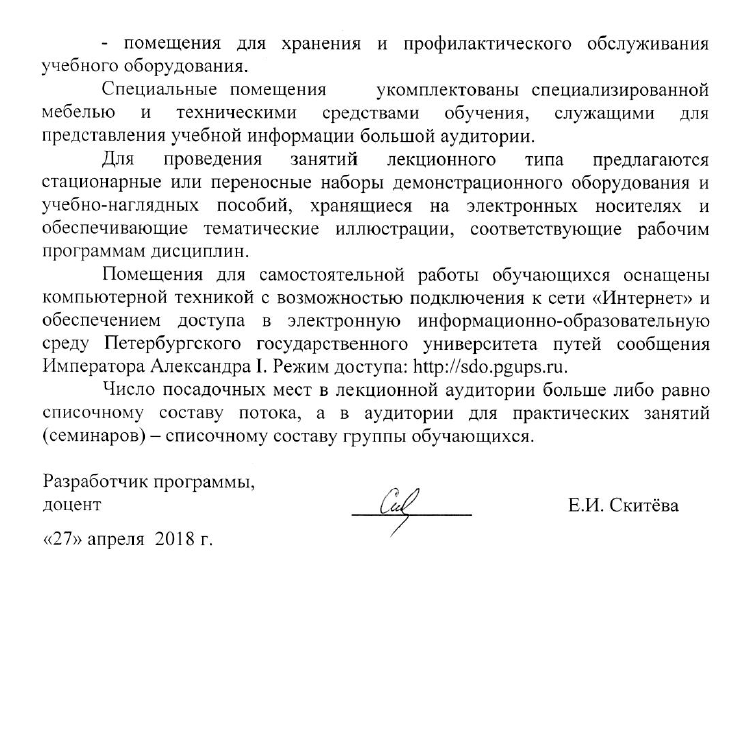 - помещения для хранения и профилактического обслуживания
учебного оборудования.
Специальные помещения укомплектованы специализированной
мебелью и техническими средствами обучения, служащими для
представления учебной информации большой аудитории.
Для проведения занятий лекционного типа предлагаются
стационарные или переносные наборы демонстрационного оборудования и
учебно-наглядных пособий, хранящиеся на электронных носителях и
обеспечивающие тематические иллюстрации, соответствующие рабочим
программам дисциплин.
Помещения для самостоятельной работы обучающихся оснащены
компьютерной техникой с возможностью подключения к сети «Интернет» и
обеспечением доступа в электронную информационно-образовательную
среду Петербургского государственного университета путей сообщения
Императора Александра I. Режим доступа: http://sdo.pgups.ru.
Число посадочных мест в лекционной аудитории больше либо равно
списочному составу потока, а в аудитории для практических занятий
(семинаров) – списочному составу группы обучающихся.
Разработчик программы,
доцент Е.И. Скитёва
«27» апреля 2018 г.